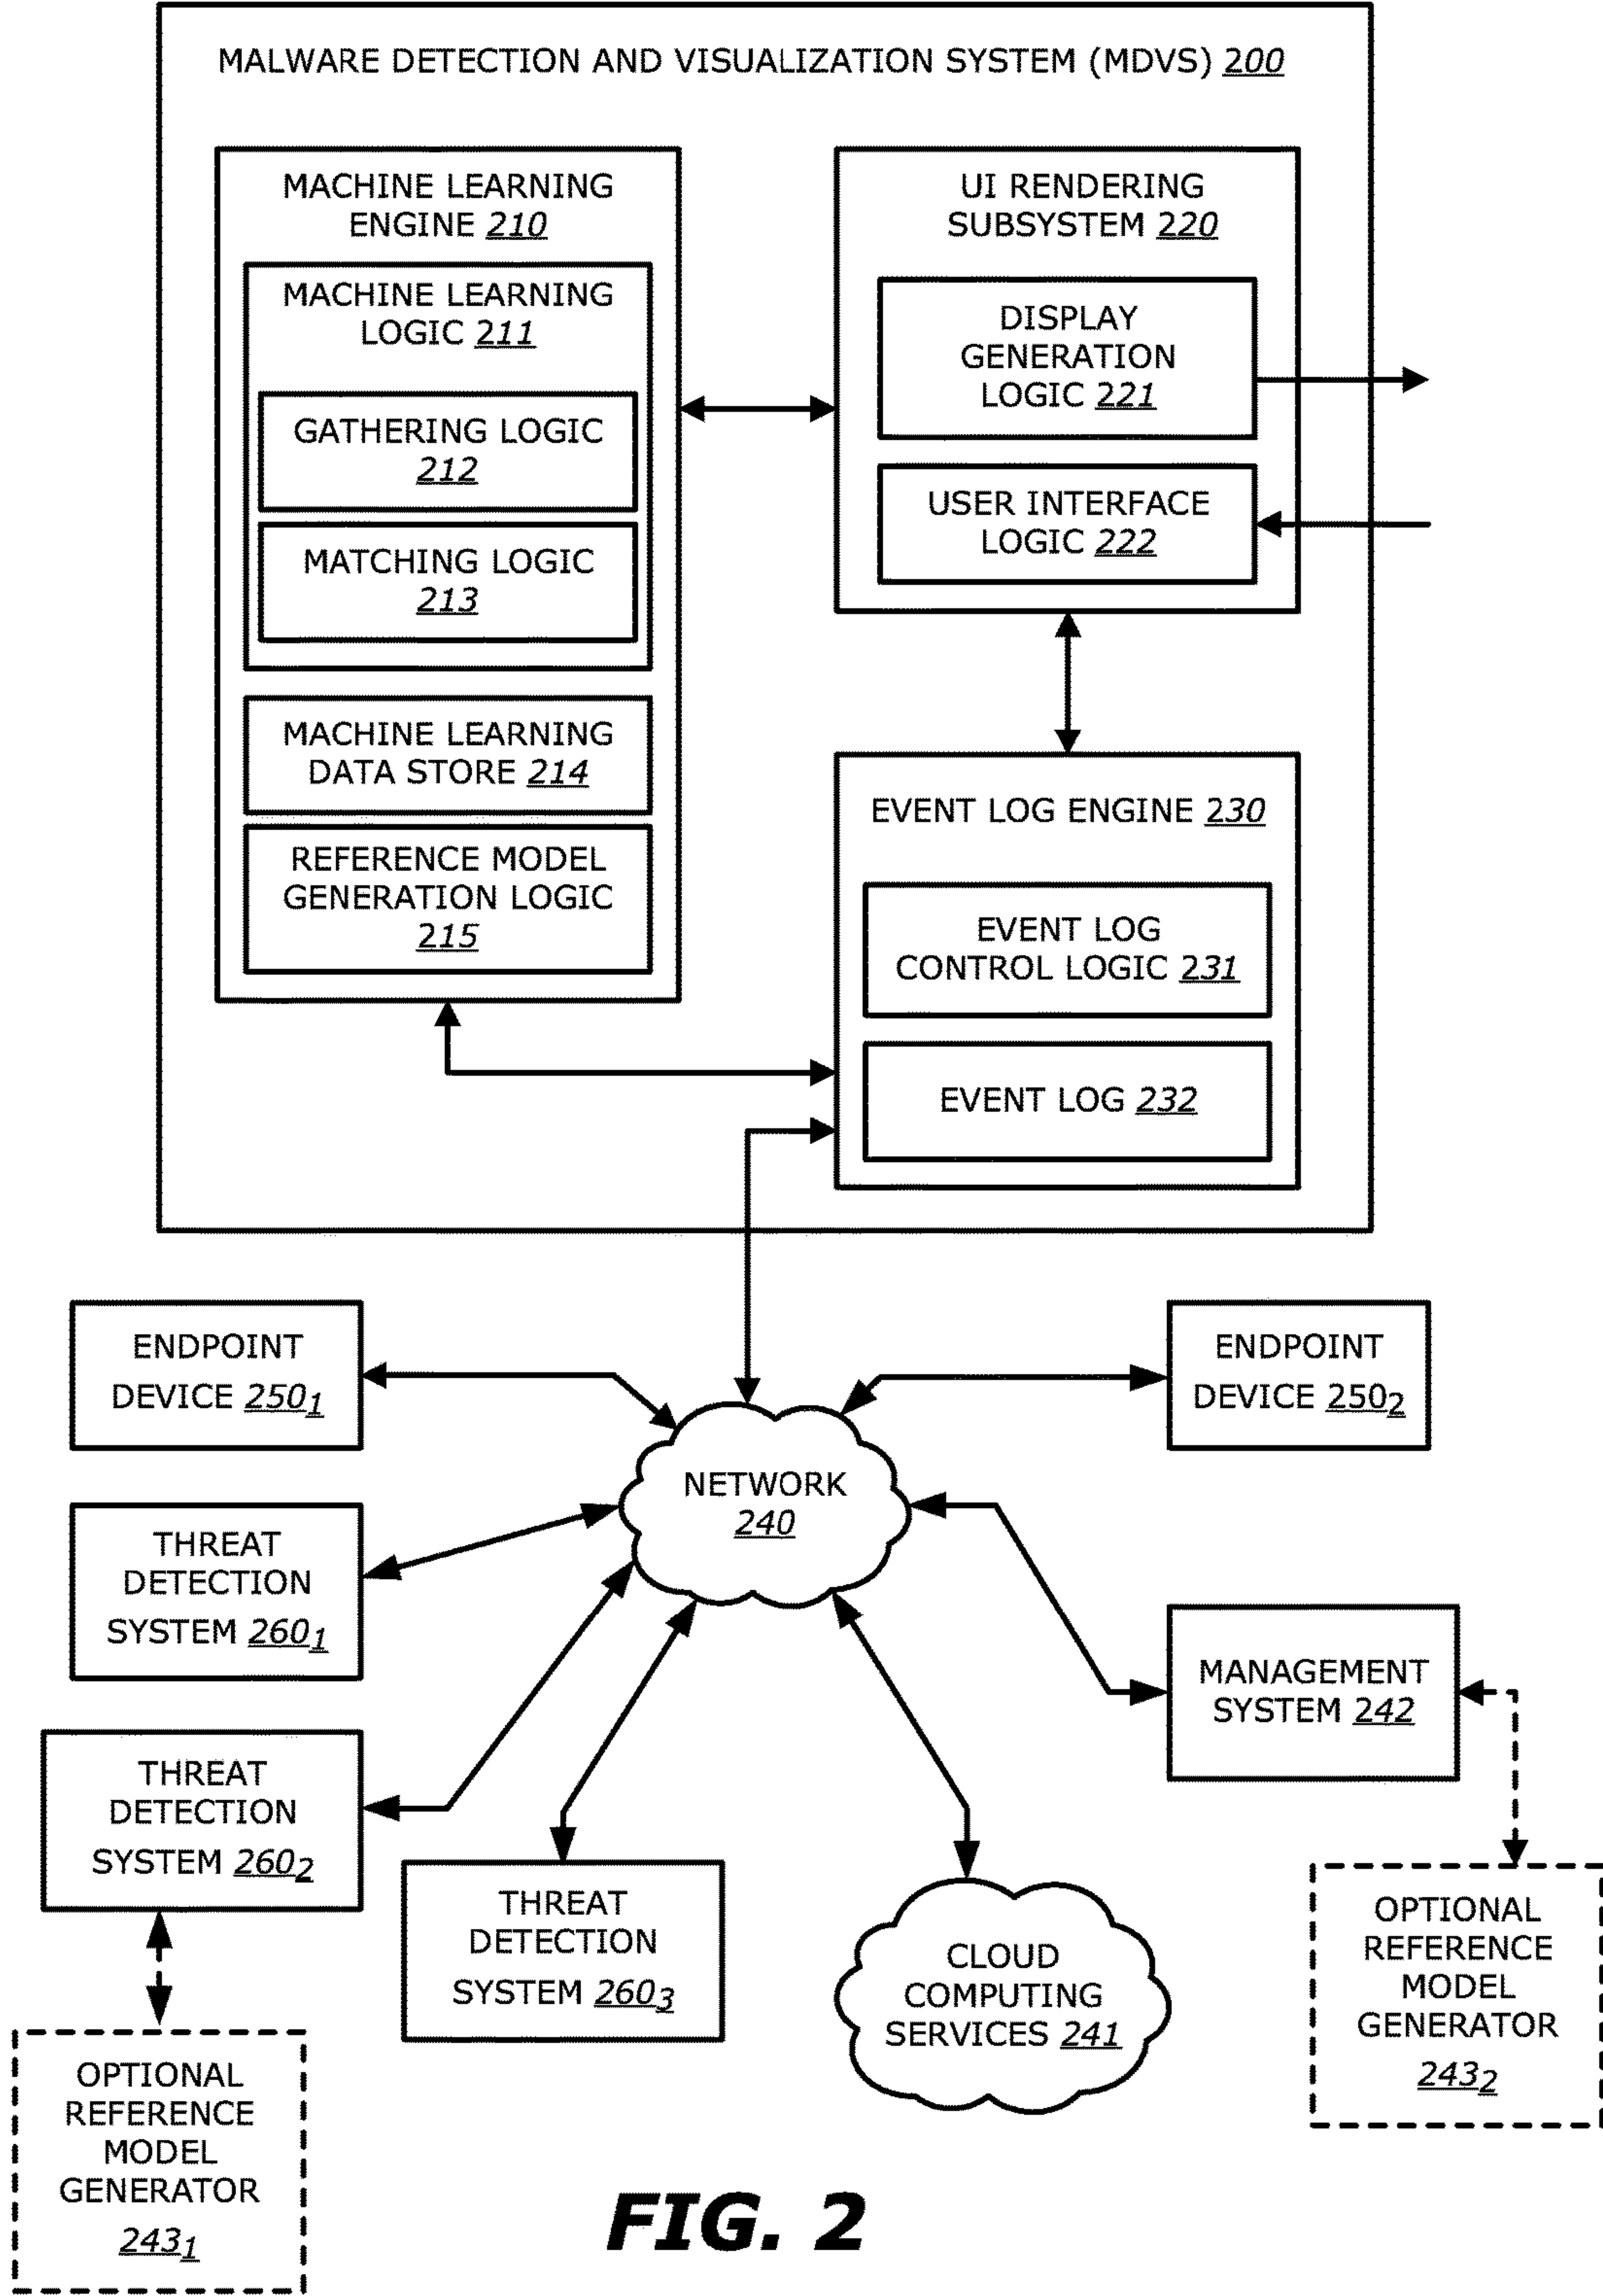 MALWARE DETECTION AND VISUALIZATION SYSTEM (MDVS) 200
MACHINE LEARNING
ENGINE 210
MACHINE LEARNING
LOGIC 211
GATHERING LOGIC
212
MATCHING LOGIC
213
MACHINE LEARNING
DATA STORE 214
REFERENCE MODEL
GENERATION LOGIC
215
UI RENDERING
SUBSYSTEM 220
DISPLAY
GENERATION
LOGIC 221
USER INTERFACE
LOGIC 222
EVENT LOG ENGINE 230
EVENT LOG
CONTROL LOGIC 231
EVENT LOG 232
ENDPOINT
DEVICE 250₁
ENDPOINT
DEVICE 250₂
NETWORK
240
THREAT
DETECTION
SYSTEM 260₁
MANAGEMENT
SYSTEM 242
THREAT
DETECTION
SYSTEM 260₂
THREAT
DETECTION
SYSTEM 260₃
CLOUD
COMPUTING
SERVICES 241
OPTIONAL
REFERENCE
MODEL
GENERATOR
243₂
OPTIONAL
REFERENCE
MODEL
GENERATOR
243₁
FIG. 2